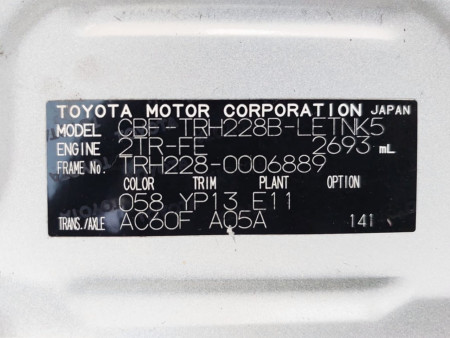 TOYOTA MOTOR CORPORATION JAPAN
MODEL CBF-TRH228B-LETNK5
ENGINE 2TR-FE 2693 mL
FRAME No. TRH228-0006889
COLOR TRIM PLANT OPTION
058 YP13 E11
TRANS./AXLE AC60F A05A 141